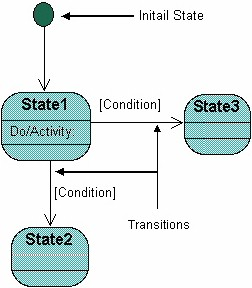 Initail State
State1
[Condition]
State3
Do/Activity:
[Condition]
Transitions
State2